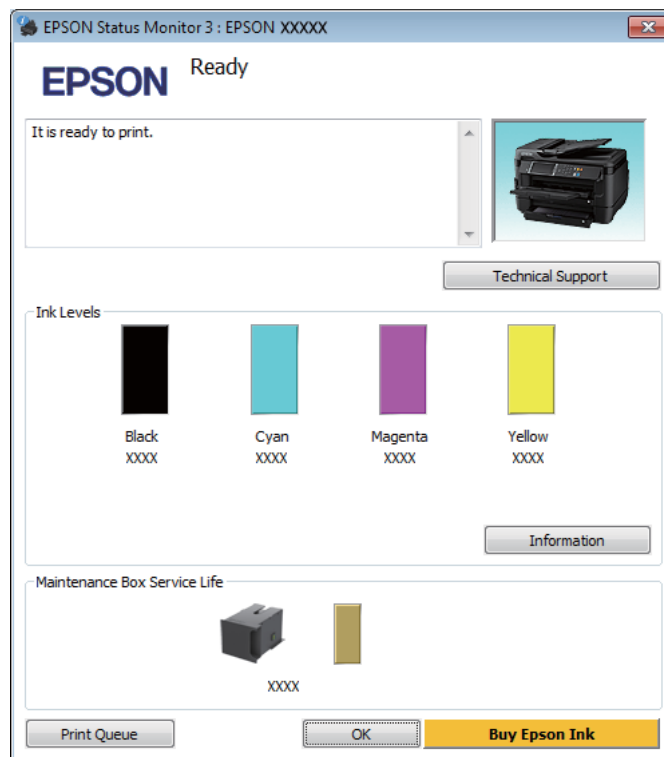 EPSON Status Monitor 3 : EPSON XXXXX
EPSON
Ready
It is ready to print.
Technical Support
Ink Levels
Black
Cyan
Magenta
Yellow
XXXX
XXXX
XXXX
XXXX
Information
Maintenance Box Service Life
XXXX
Print Queue
OK
Buy Epson Ink